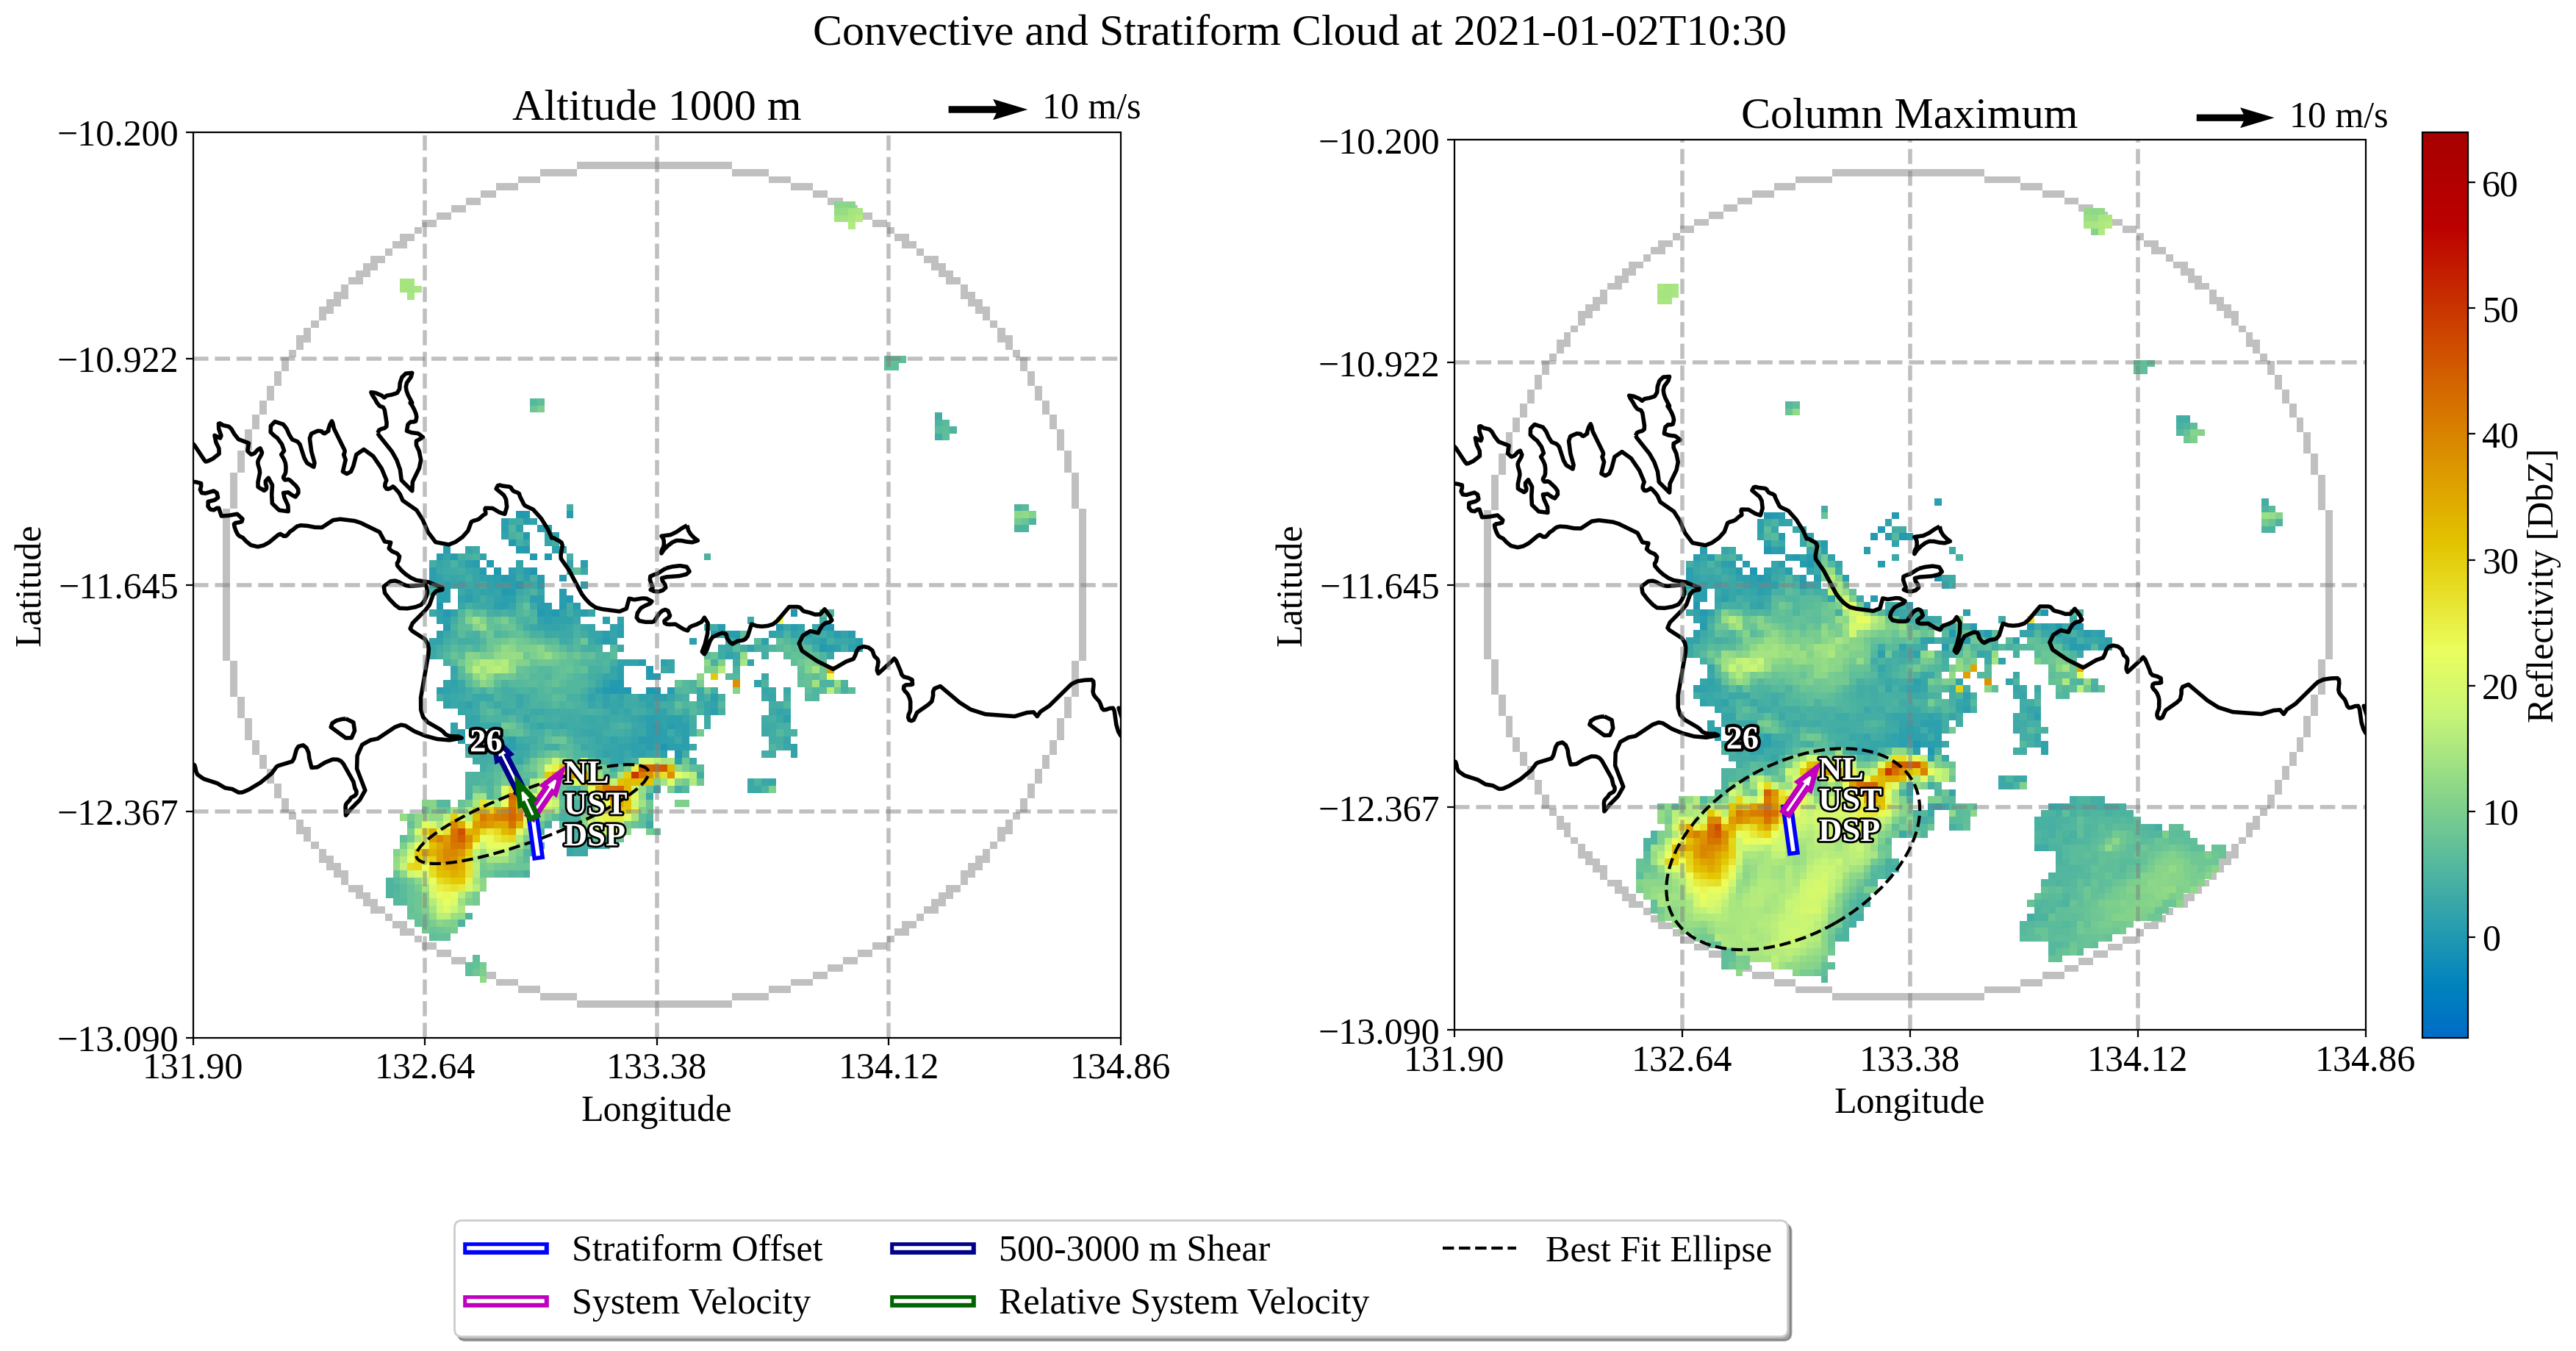 Convective and Stratiform Cloud at 2021-01-02T10:30
Altitude 1000 m
10 m/s
−10.200
−10.922
−11.645
−12.367
−13.090
Latitude
131.90
132.64
133.38
134.12
134.86
Longitude
26
NL
UST
DSP
Column Maximum
10 m/s
−10.200
−10.922
−11.645
−12.367
−13.090
Latitude
131.90
132.64
133.38
134.12
134.86
Longitude
26
NL
UST
DSP
60
50
40
30
20
10
0
Reflectivity [DbZ]
Stratiform Offset
System Velocity
500-3000 m Shear
Relative System Velocity
Best Fit Ellipse